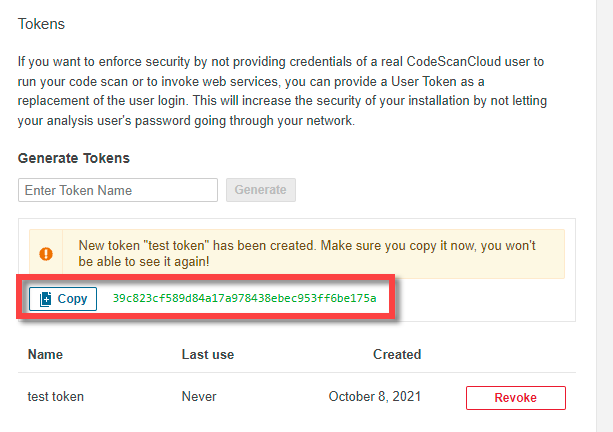 Tokens
If you want to enforce security by not providing credentials of a real CodeScanCloud user to
run your code scan or to invoke web services, you can provide a User Token as a
replacement of the user login. This will increase the security of your installation by not letting
your analysis user's password going through your network.
Generate Tokens
Enter Token Name Generate
New token "test token" has been created. Make sure you copy it now, you won't
be able to see it again!
Copy 39c823cf589d84a17a978438ebec953ff6be175a
Name Last use Created
test token Never October 8, 2021 Revoke